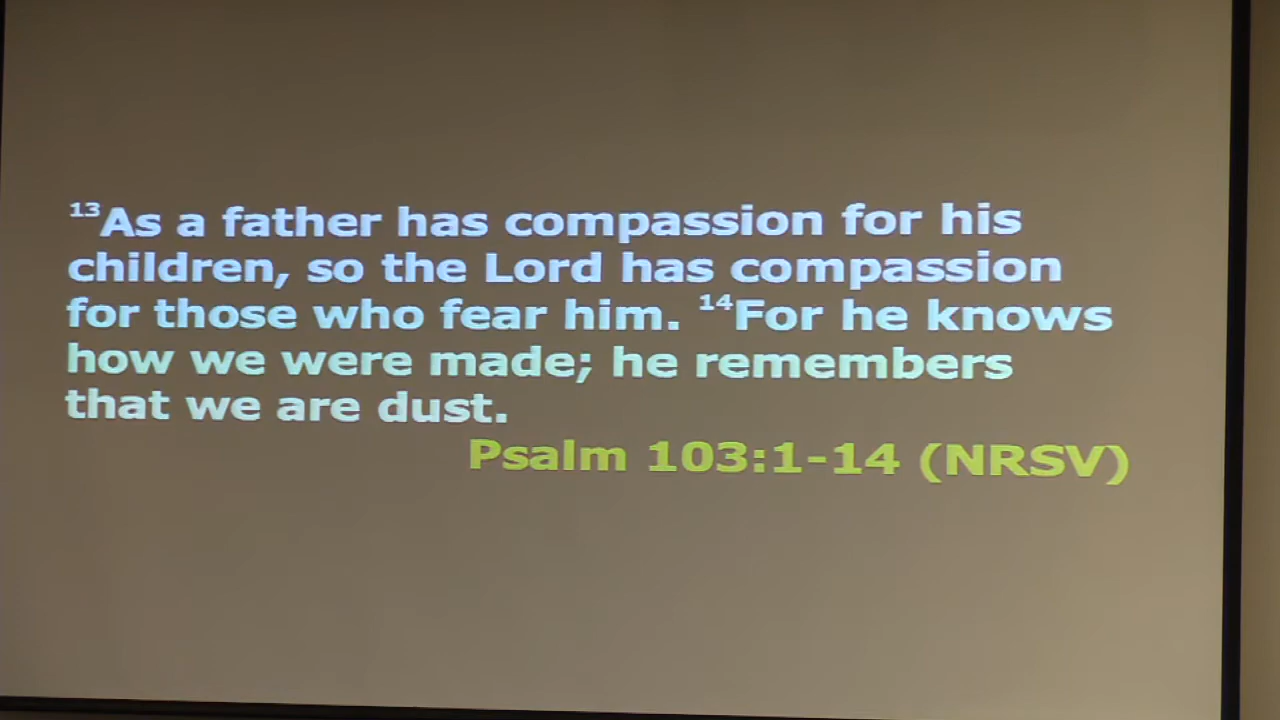 ¹³As a father has compassion for his
children, so the Lord has compassion
for those who fear him. ¹⁴For he knows
how we were made; he remembers
that we are dust.
Psalm 103:1-14 (NRSV)